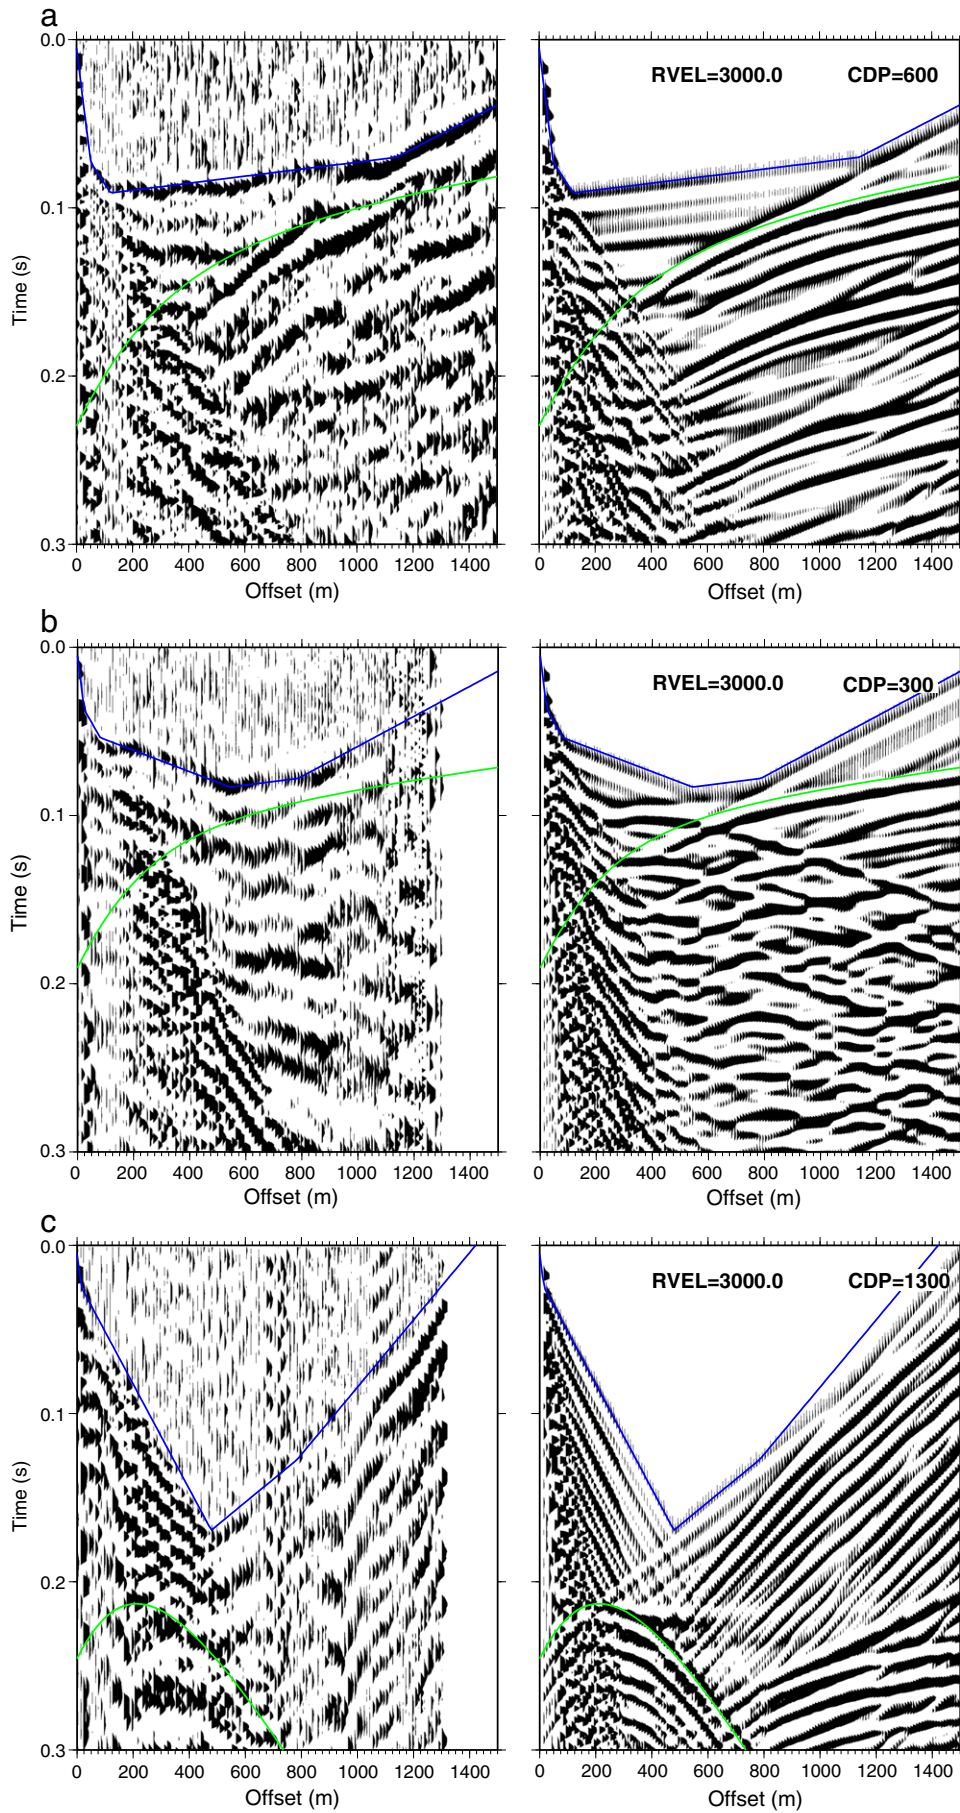 a
0.0
RVEL=3000.0 CDP=600
0.1
Time (s)
0.2
0.3
0 200 400 600 800 1000 1200 1400 0 200 400 600 800 1000 1200 1400
Offset (m) Offset (m)
b
0.0
RVEL=3000.0 CDP=300
0.1
Time (s)
0.2
0.3
0 200 400 600 800 1000 1200 1400 0 200 400 600 800 1000 1200 1400
Offset (m) Offset (m)
c
0.0
RVEL=3000.0 CDP=1300
0.1
Time (s)
0.2
0.3
0 200 400 600 800 1000 1200 1400 0 200 400 600 800 1000 1200 1400
Offset (m) Offset (m)